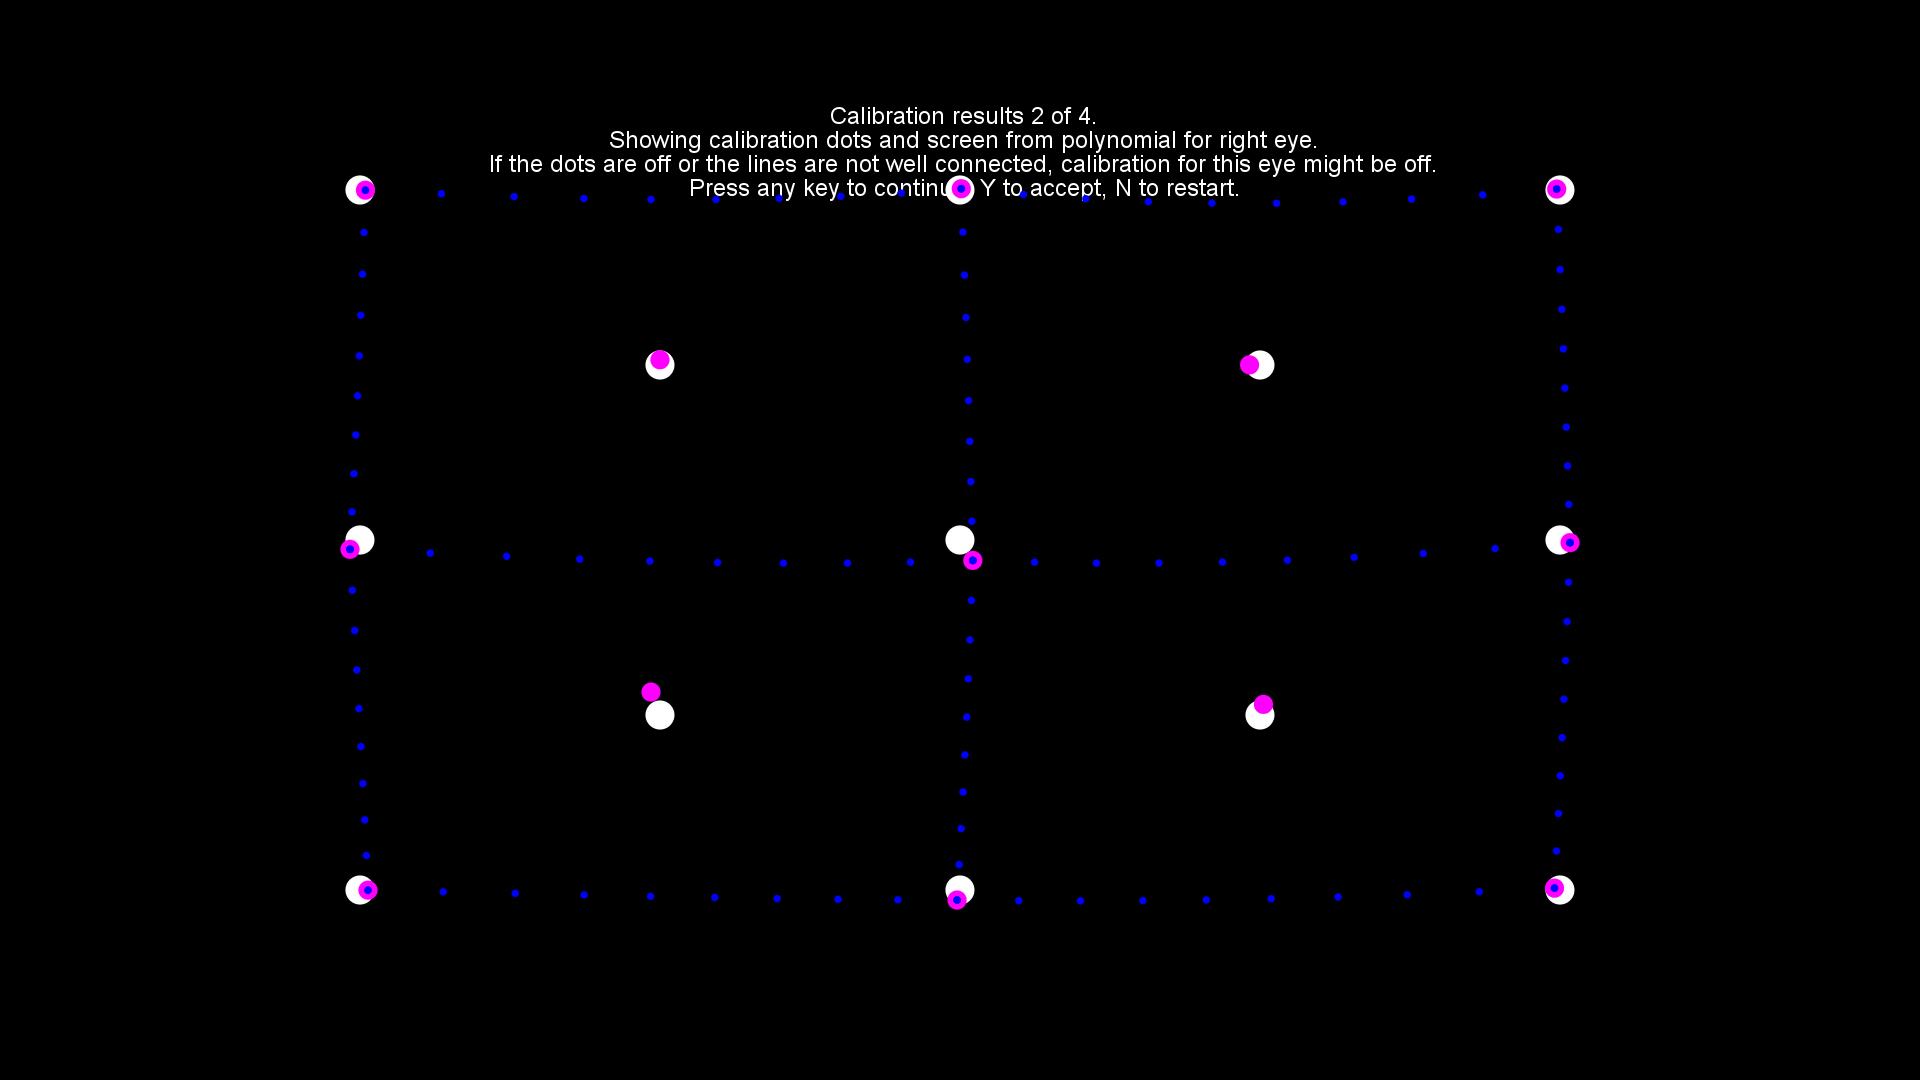 Calibration results 2 of 4.
Showing calibration dots and screen from polynomial for right eye.
If the dots are off or the lines are not well connected, calibration for this eye might be off.
Press any key to continu Y to accept, N to restart.